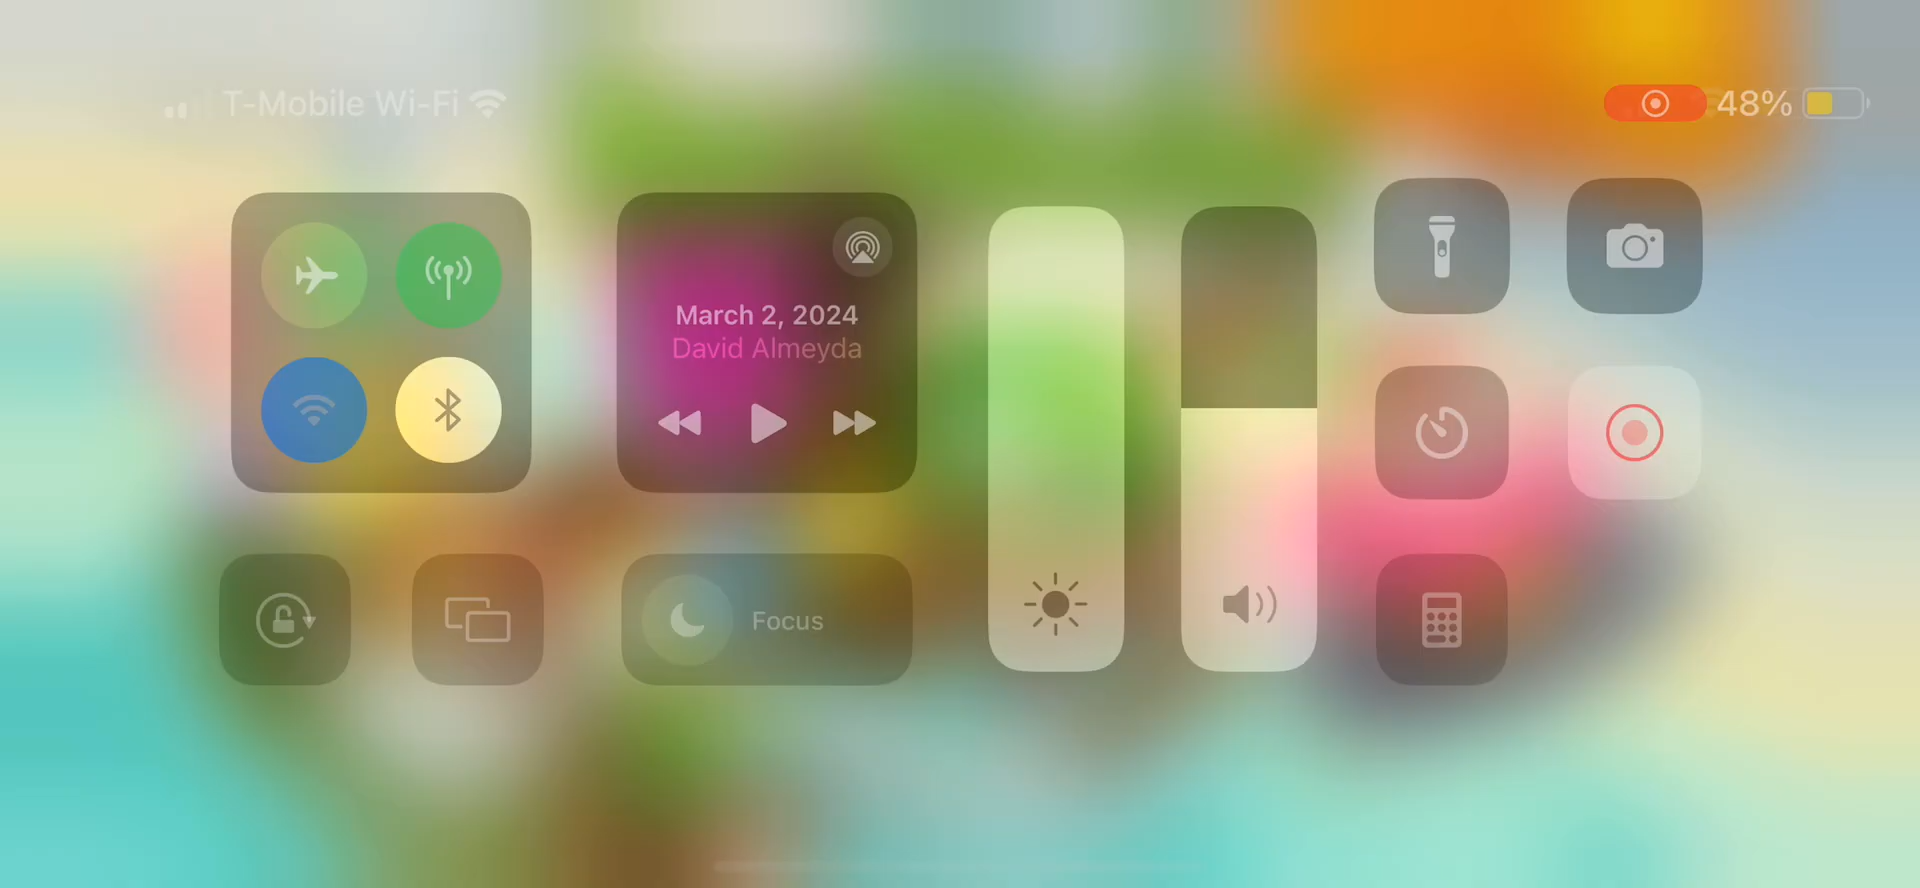 T-Mobile Wi-Fi
48%
March 2, 2024
David Almeyda
Focus